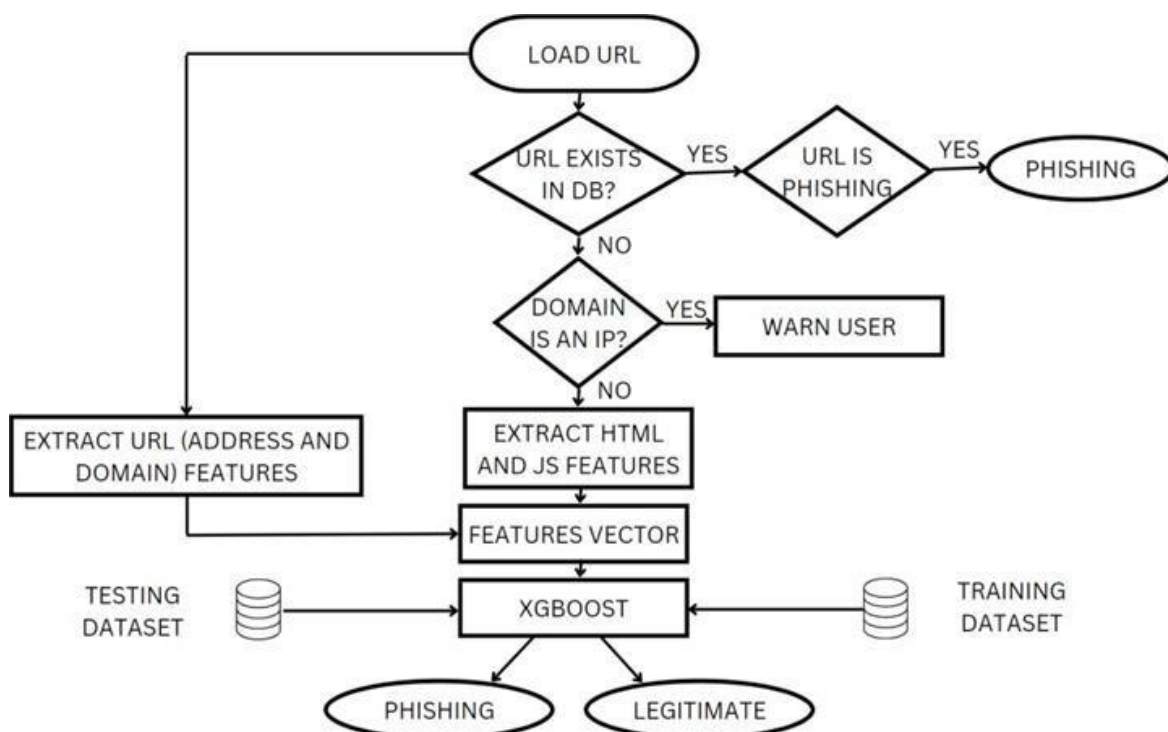 LOAD URL
URL EXISTS
IN DB?
YES
URL IS
PHISHING
YES
PHISHING
NO
DOMAIN
IS AN IP?
YES
WARN USER
NO
EXTRACT URL (ADDRESS AND
DOMAIN) FEATURES
EXTRACT HTML
AND JS FEATURES
FEATURES VECTOR
TESTING
DATASET
XGBOOST
TRAINING
DATASET
PHISHING
LEGITIMATE